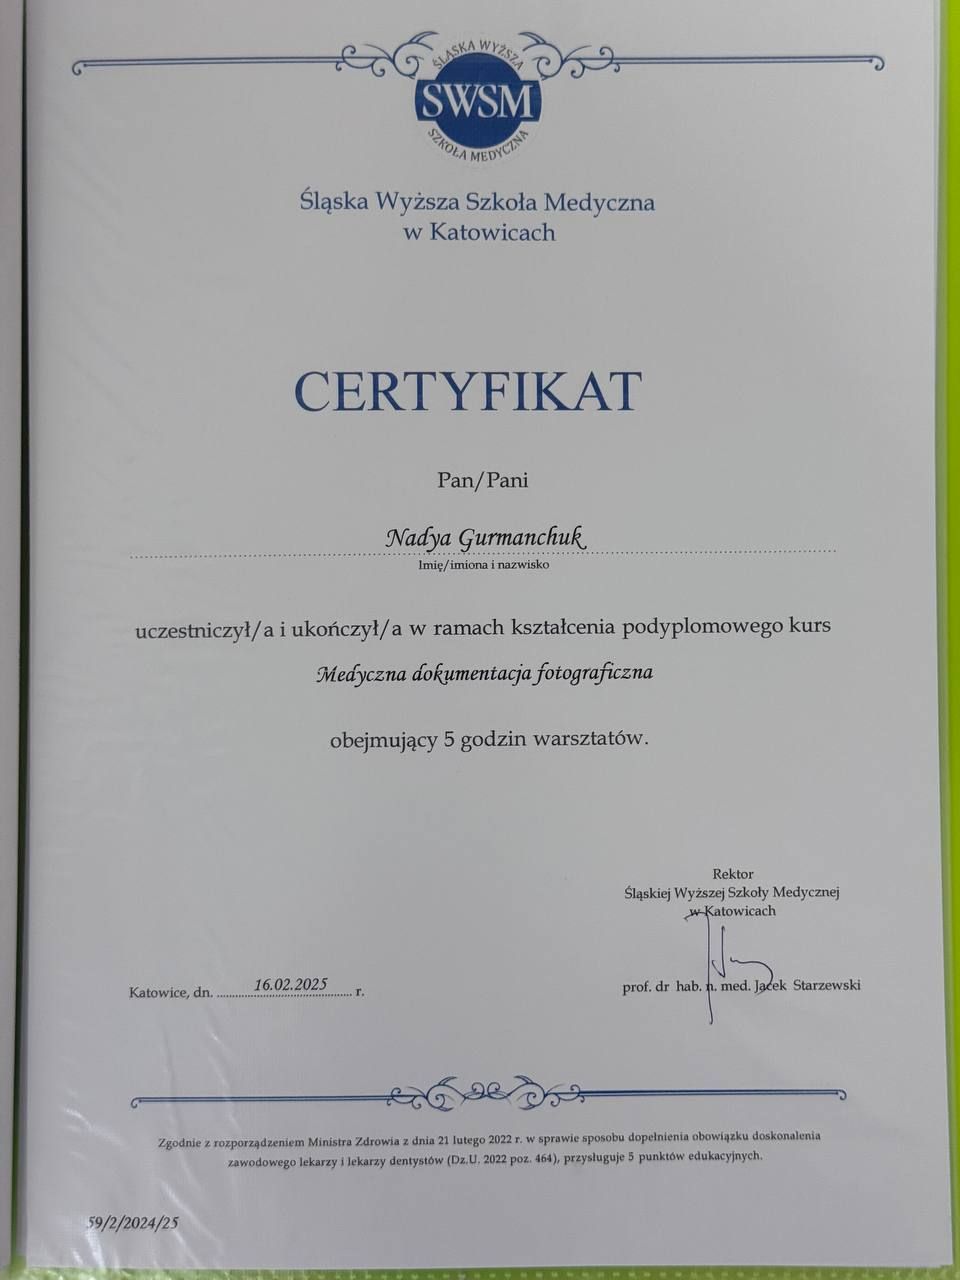 ŚLĄSKA WYŻSZA
SWSM
SZKOŁA MEDYCZNA
Śląska Wyższa Szkoła Medyczna
w Katowicach
CERTYFIKAT
Pan/Pani
Nadya Gurmanchuk
Imię/imiona i nazwisko
uczestniczył/a i ukończył/a w ramach kształcenia podyplomowego kurs
Medyczna dokumentacja fotograficzna
obejmujący 5 godzin warsztatów.
Rektor
Śląskiej Wyższej Szkoły Medycznej
w Katowicach
Katowice, dn. 16.02.2025 r.
prof. dr hab. n. med. Jacek Starzewski
Zgodnie z rozporządzeniem Ministra Zdrowia z dnia 21 lutego 2022 r. w sprawie sposobu dopełnienia obowiązku doskonalenia
zawodowego lekarzy i lekarzy dentystów (Dz.U. 2022 poz. 464), przysługuje 5 punktów edukacyjnych.
59/2/2024/25